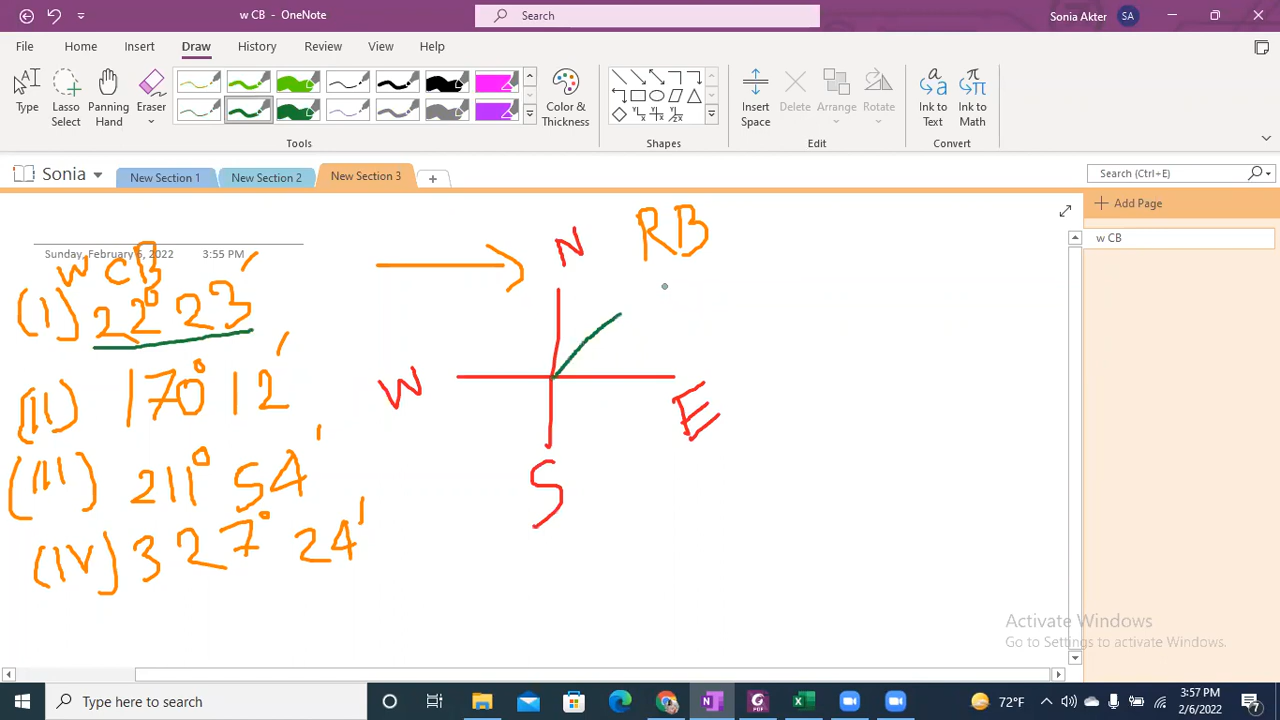 w CB - OneNote
Search
Sonia Akter
SA
File
Home
Insert
Draw
History
Review
View
Help
Type
Lasso Select
Panning Hand
Eraser
Color & Thickness
Insert Space
Delete
Arrange
Rotate
Ink to Text
Ink to Math
Tools
Shapes
Edit
Convert
Sonia
New Section 1
New Section 2
New Section 3
Search (Ctrl+E)
Add Page
w CB
Sunday, February 6, 2022
3:55 PM
W C B
(I) 22° 23'
(II) 170° 12'
(III) 211° 54'
(IV) 327° 24'
RB
N
W
E
S
Activate Windows
Go to Settings to activate Windows.
Type here to search
72°F
3:57 PM
2/6/2022